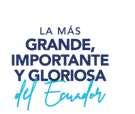 LA MÁS
GRANDE,
IMPORTANTE
Y GLORIOSA
del Ecuador